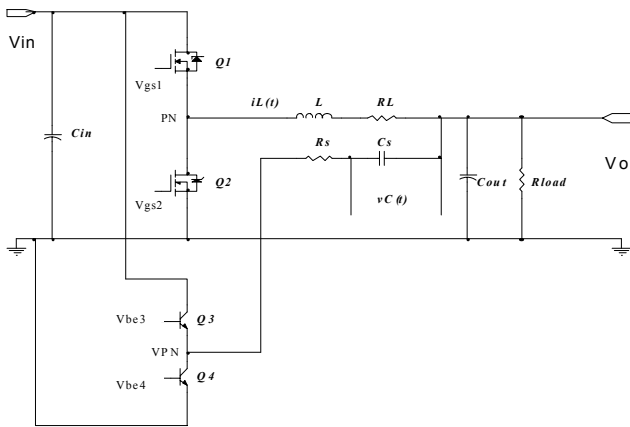 Vin
Q1
Vgs1
PN
iL(t) L RL
Cin
Rs Cs
Vo
Q2
Vgs2
Cout Rload
vC(t)
Vbe3 Q3
VPN
Vbe4 Q4